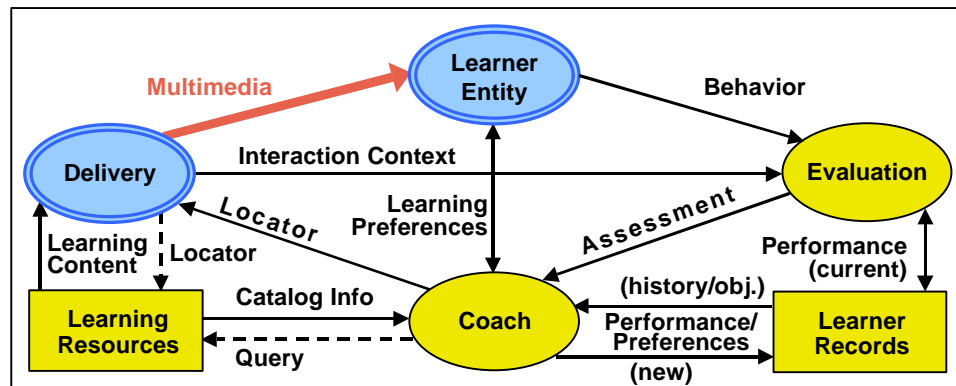 Learner
Entity
Multimedia
Behavior
Interaction Context
Delivery
Evaluation
Learning
Preferences
Locator
Assessment
Learning
Content
Locator
Performance
(current)
Catalog Info
(history/obj.)
Learning
Resources
Coach
Performance/
Preferences
Learner
Records
Query
(new)